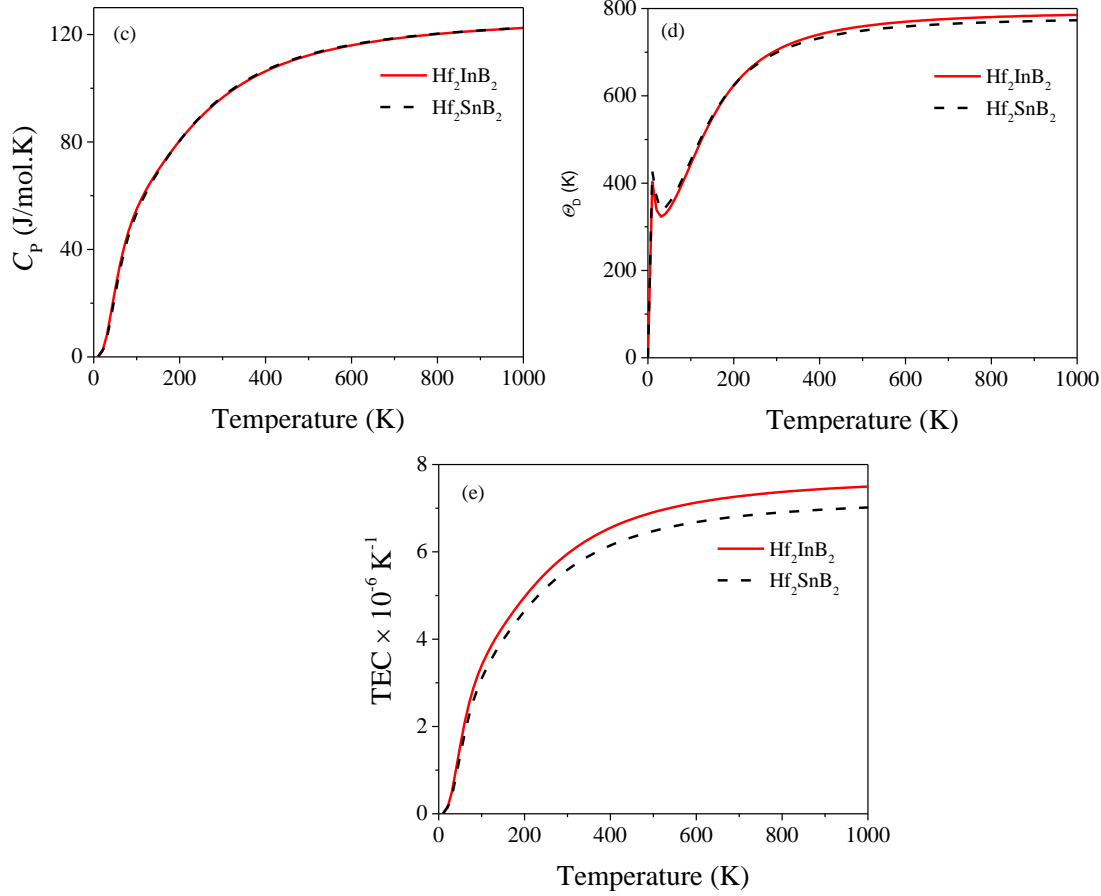 (c)
120
80
40
0
C_P (J/mol.K)
Hf₂InB₂
Hf₂SnB₂
0 200 400 600 800 1000
Temperature (K)
(d)
800
600
400
200
0
Θ_D (K)
Hf₂InB₂
Hf₂SnB₂
0 200 400 600 800 1000
Temperature (K)
(e)
8
6
4
2
0
TEC × 10⁻⁶ K⁻¹
Hf₂InB₂
Hf₂SnB₂
0 200 400 600 800 1000
Temperature (K)